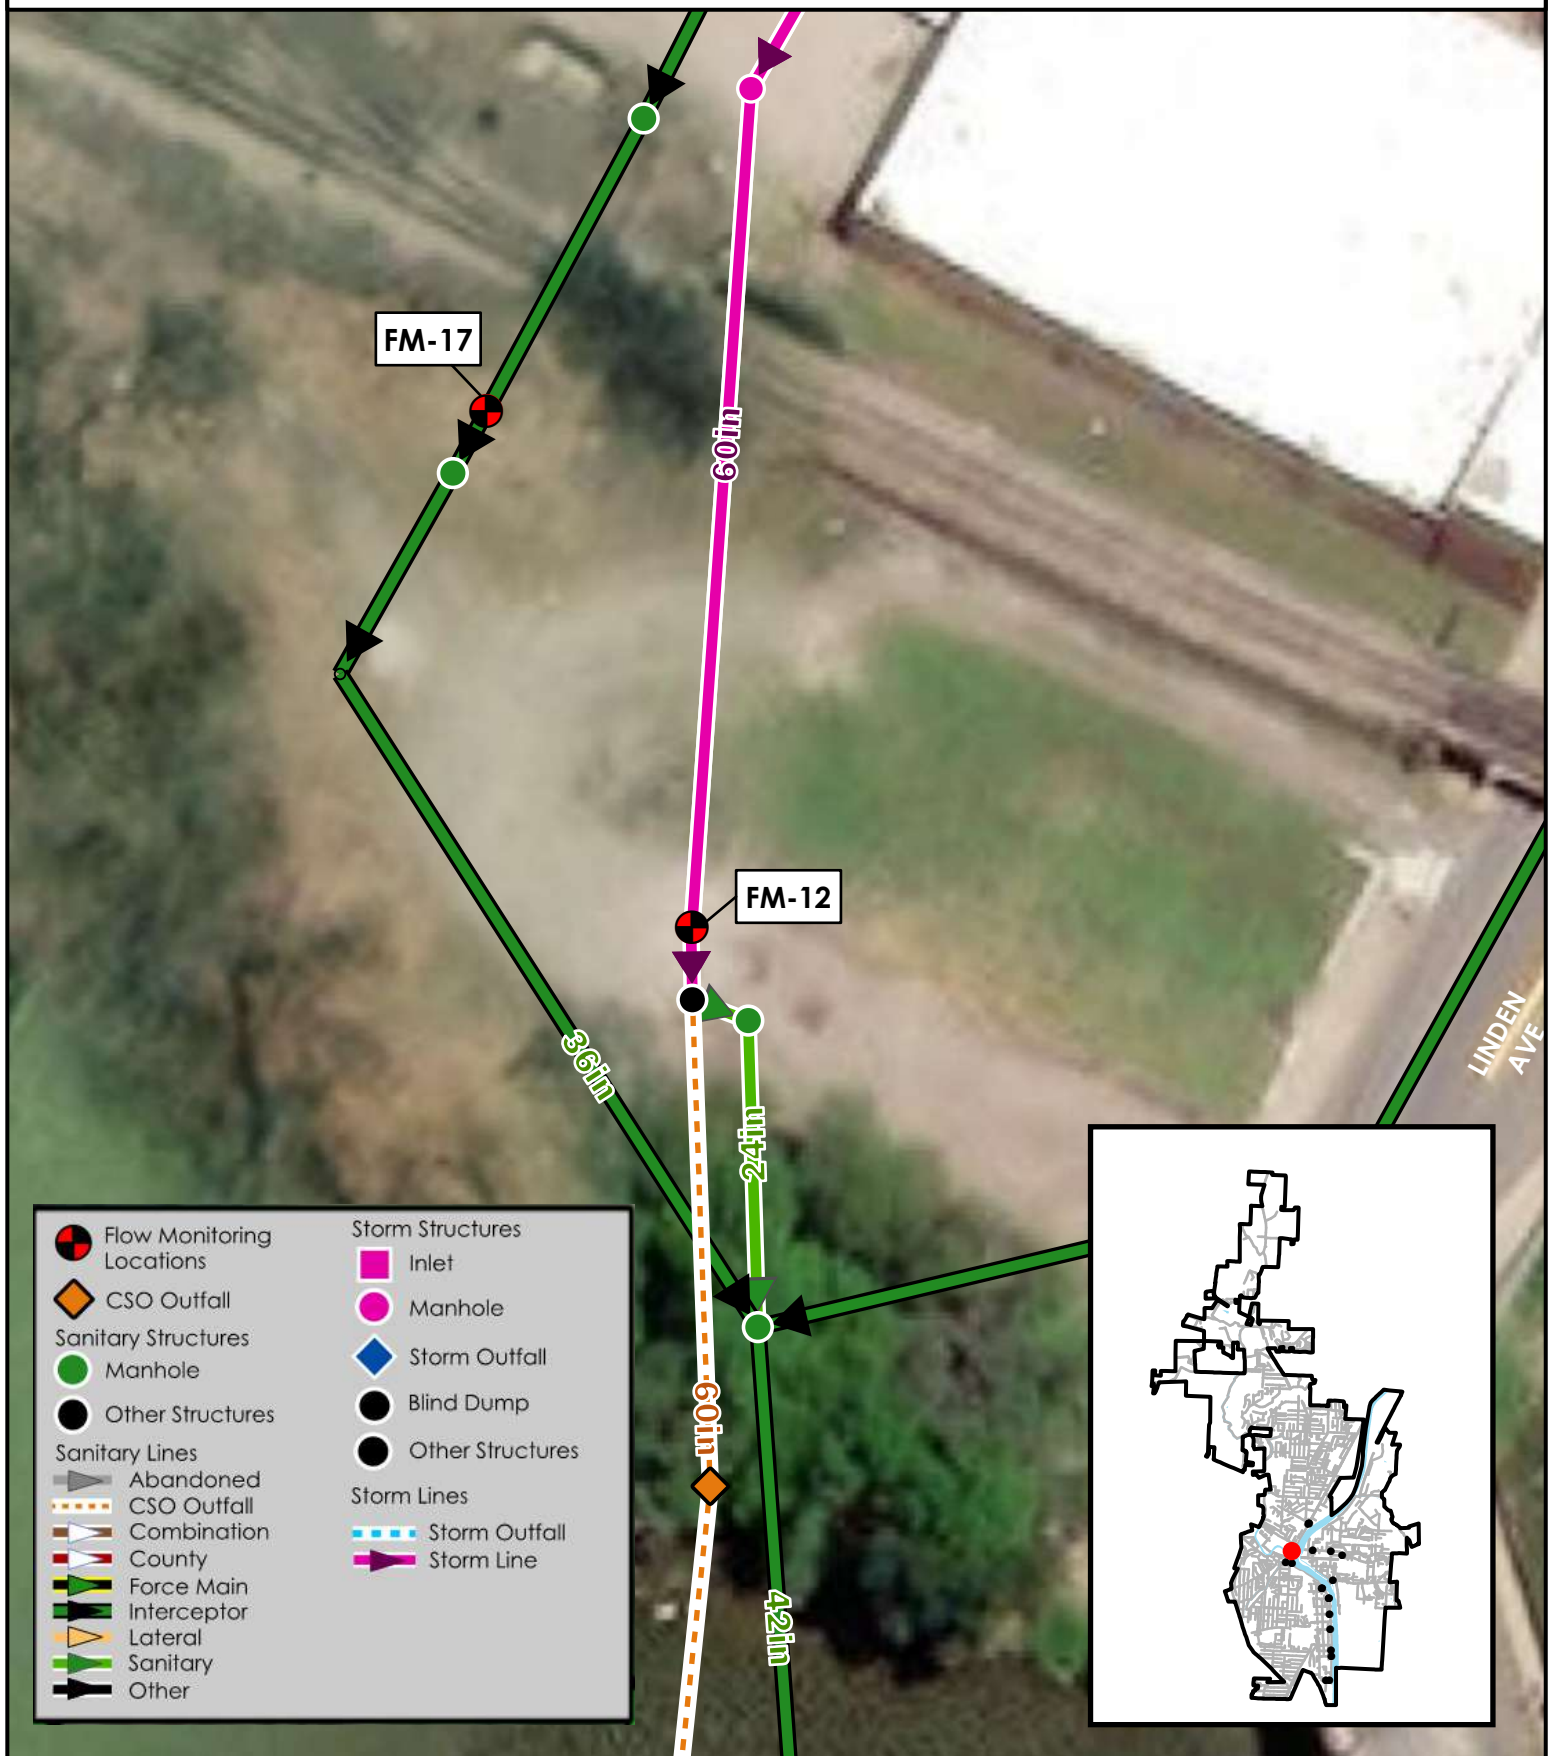 FM-17
60in
FM-12
36in
24in
LINDEN
AVE
60in
42in
Flow Monitoring
Locations
CSO Outfall
Sanitary Structures
Manhole
Other Structures
Sanitary Lines
Abandoned
CSO Outfall
Combination
County
Force Main
Interceptor
Lateral
Sanitary
Other
Storm Structures
Inlet
Manhole
Storm Outfall
Blind Dump
Other Structures
Storm Lines
Storm Outfall
Storm Line